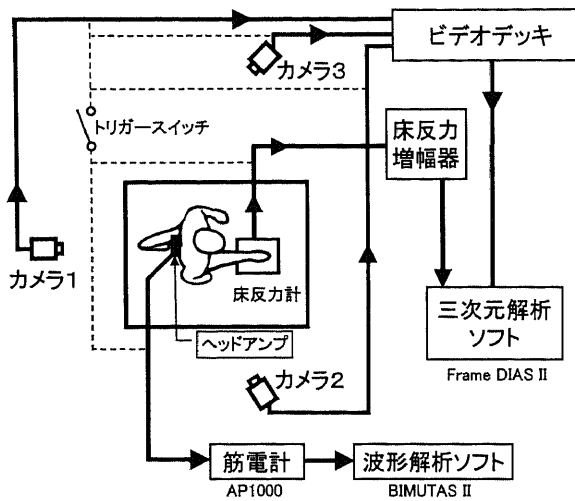 ビデオデッキ
カメラ3
トリガースイッチ
床反力
増幅器
カメラ1
床反力計
三次元解析
ソフト
ヘッドアンプ
Frame DIAS II
カメラ2
筋電計
波形解析ソフト
AP1000
BIMUTAS II